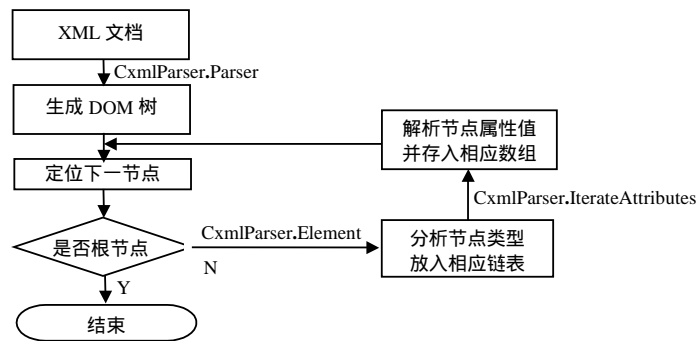 XML 文档
CxmlParser.Parser
生成 DOM 树
解析节点属性值
并存入相应数组
定位下一节点
CxmlParser.IterateAttributes
是否根节点
CxmlParser.Element
N
分析节点类型
放入相应链表
Y
结束